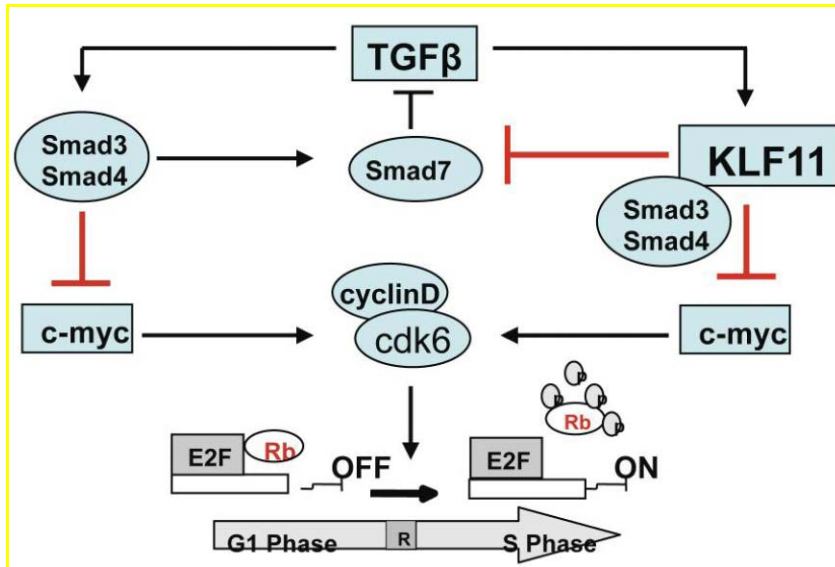 TGFβ
Smad3
Smad4
Smad7
KLF11
Smad3
Smad4
c-myc
cyclinD
cdk6
c-myc
p
p
p
Rb
p
E2F
Rb
OFF
E2F
ON
G1 Phase
R
S Phase